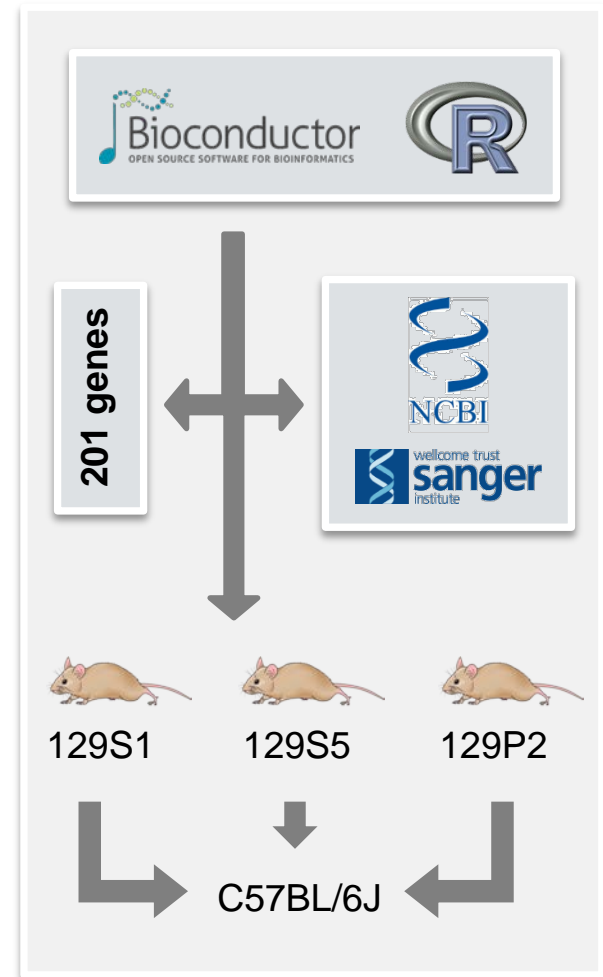 Bioconductor
OPEN SOURCE SOFTWARE FOR BIOINFORMATICS
R
201 genes
NCBI
wellcome trust
sanger
institute
129S1
129S5
129P2
C57BL/6J